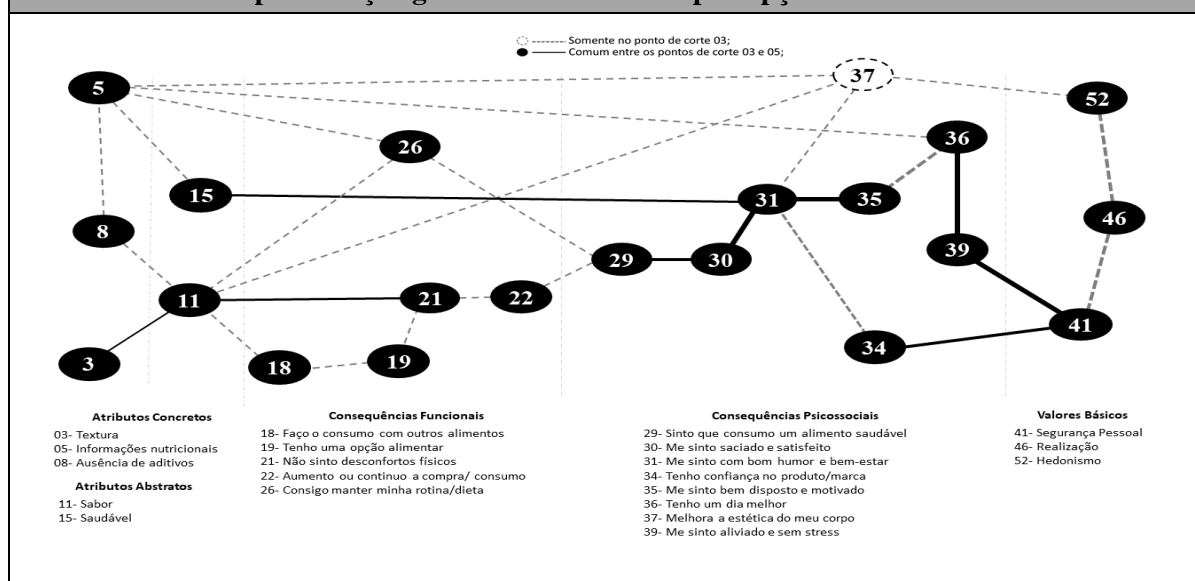 Somente no ponto de corte 03;
Comum entre os pontos de corte 03 e 05;
37
5
52
36
26
15
31
35
8
46
29
30
39
11
21
22
41
3
18
19
34
Atributos Concretos
03- Textura
05- Informações nutricionais
08- Ausência de aditivos
Atributos Abstratos
11- Sabor
15- Saudável
Consequências Funcionais
18- Faço o consumo com outros alimentos
19- Tenho uma opção alimentar
21- Não sinto desconfortos físicos
22- Aumento ou continuo a compra/ consumo
26- Consigo manter minha rotina/dieta
Consequências Psicossociais
29- Sinto que consumo um alimento saudável
30- Me sinto saciado e satisfeito
31- Me sinto com bom humor e bem-estar
34- Tenho confiança no produto/marca
35- Me sinto bem disposto e motivado
36- Tenho um dia melhor
37- Melhora a estética do meu corpo
39- Me sinto aliviado e sem stress
Valores Básicos
41- Segurança Pessoal
46- Realização
52- Hedonismo